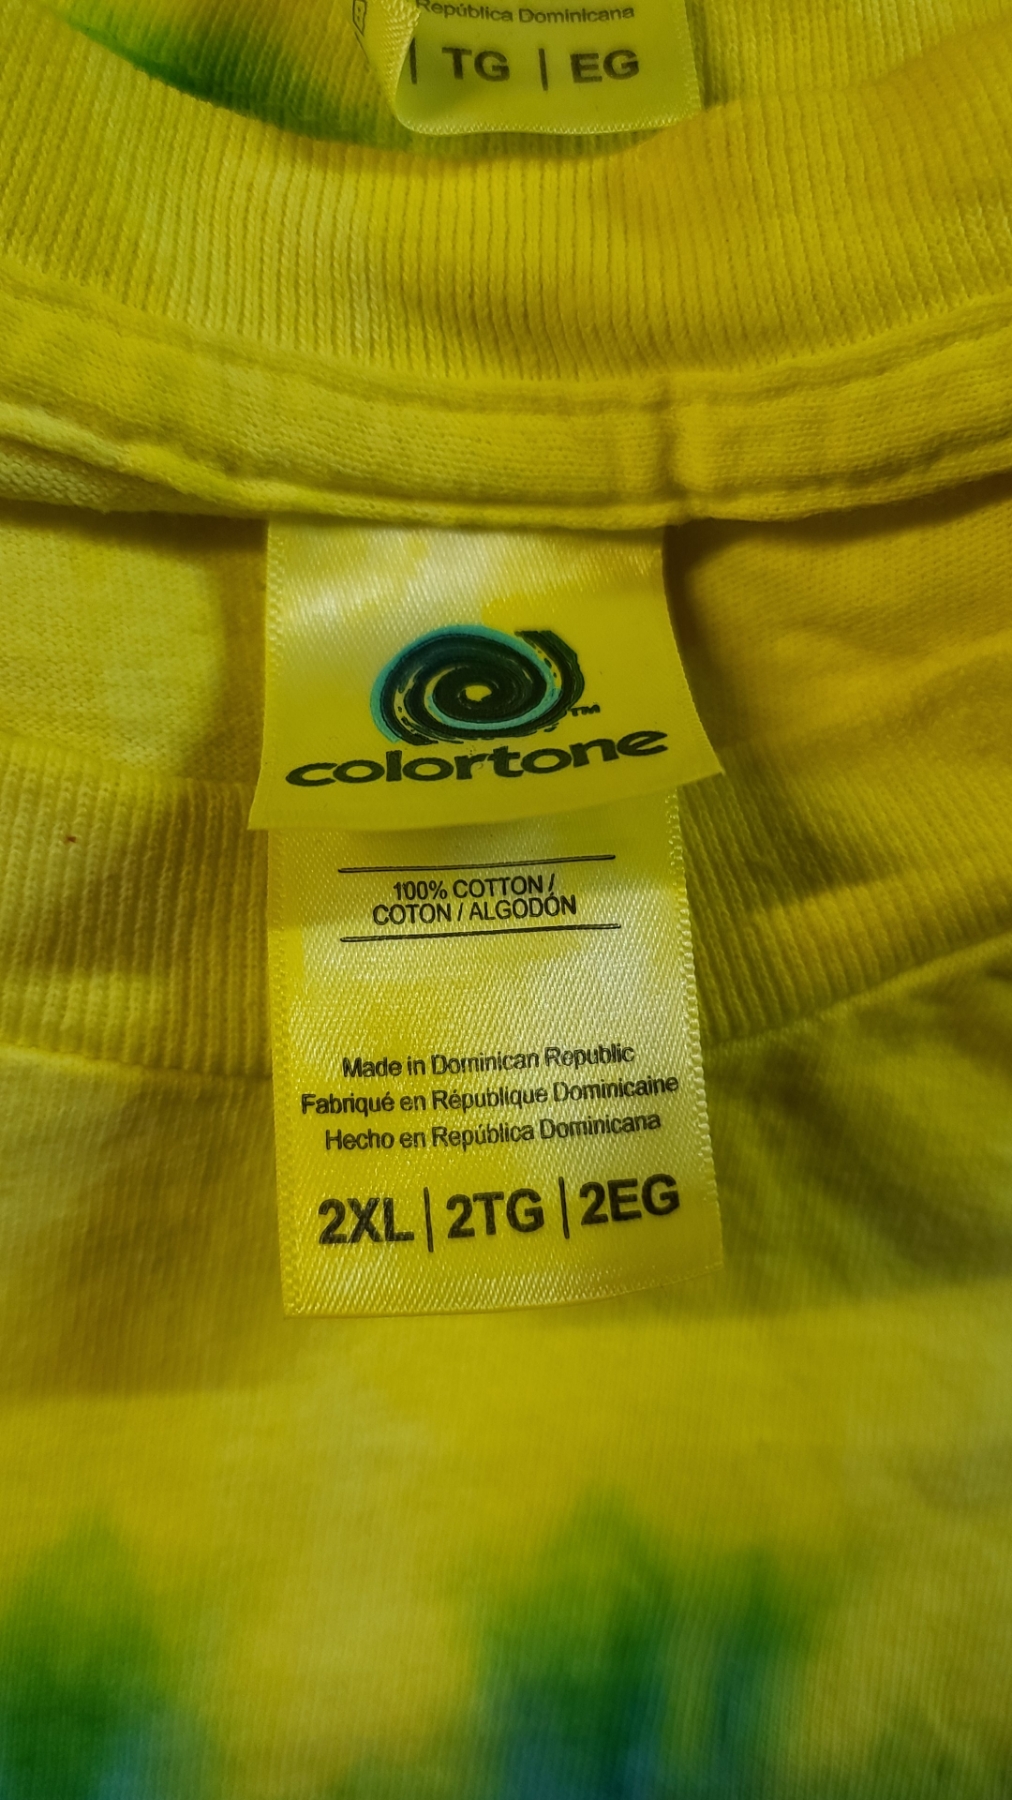 República Dominicana
| TG | EG
colortone™
100% COTTON /
COTON / ALGODÓN
Made in Dominican Republic
Fabriqué en République Dominicaine
Hecho en República Dominicana
2XL | 2TG | 2EG